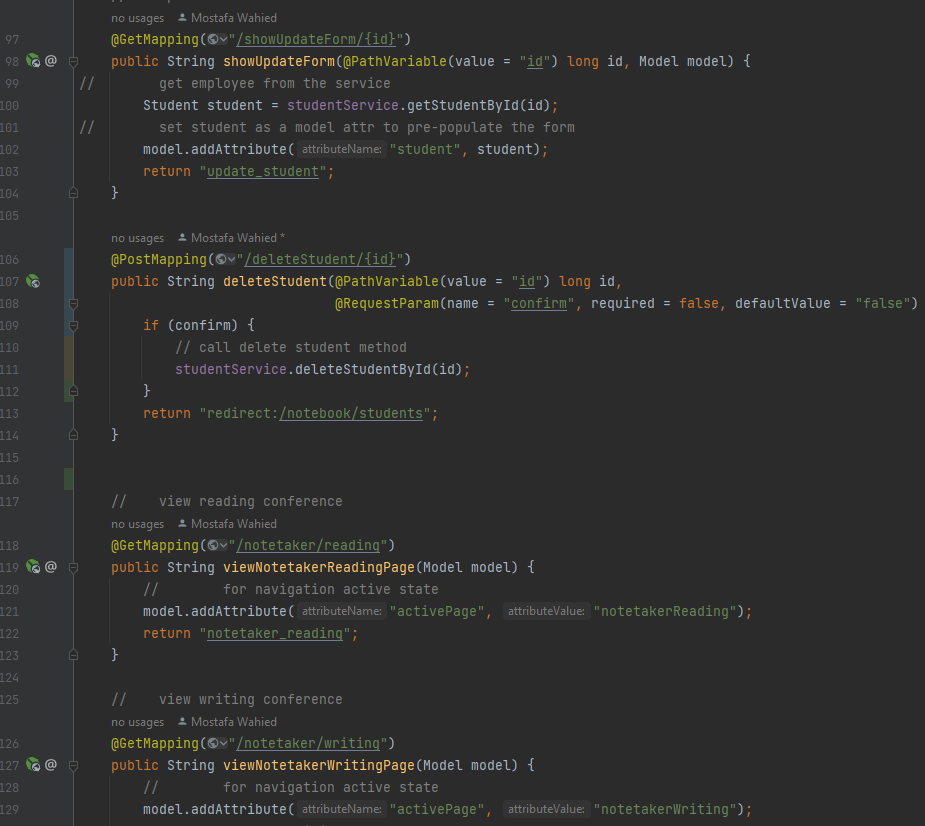 no usages Mostafa Wahied
97 @GetMapping("/showUpdateForm/{id}")
98 @ public String showUpdateForm(@PathVariable(value = "id") long id, Model model) {
99 // get employee from the service
100 Student student = studentService.getStudentById(id);
101 // set student as a model attr to pre-populate the form
102 model.addAttribute( attributeName: "student", student);
103 return "update_student";
104 }
105
no usages Mostafa Wahied *
106 @PostMapping("/deleteStudent/{id}")
107 public String deleteStudent(@PathVariable(value = "id") long id,
108 @RequestParam(name = "confirm", required = false, defaultValue = "false")
109 if (confirm) {
110 // call delete student method
111 studentService.deleteStudentById(id);
112 }
113 return "redirect:/notebook/students";
114 }
115
116
117 // view reading conference
no usages Mostafa Wahied
118 @GetMapping("/notetaker/reading")
119 @ public String viewNotetakerReadingPage(Model model) {
120 // for navigation active state
121 model.addAttribute( attributeName: "activePage", attributeValue: "notetakerReading");
122 return "notetaker_reading";
123 }
124
125 // view writing conference
no usages Mostafa Wahied
126 @GetMapping("/notetaker/writing")
127 @ public String viewNotetakerWritingPage(Model model) {
128 // for navigation active state
129 model.addAttribute( attributeName: "activePage", attributeValue: "notetakerWriting");